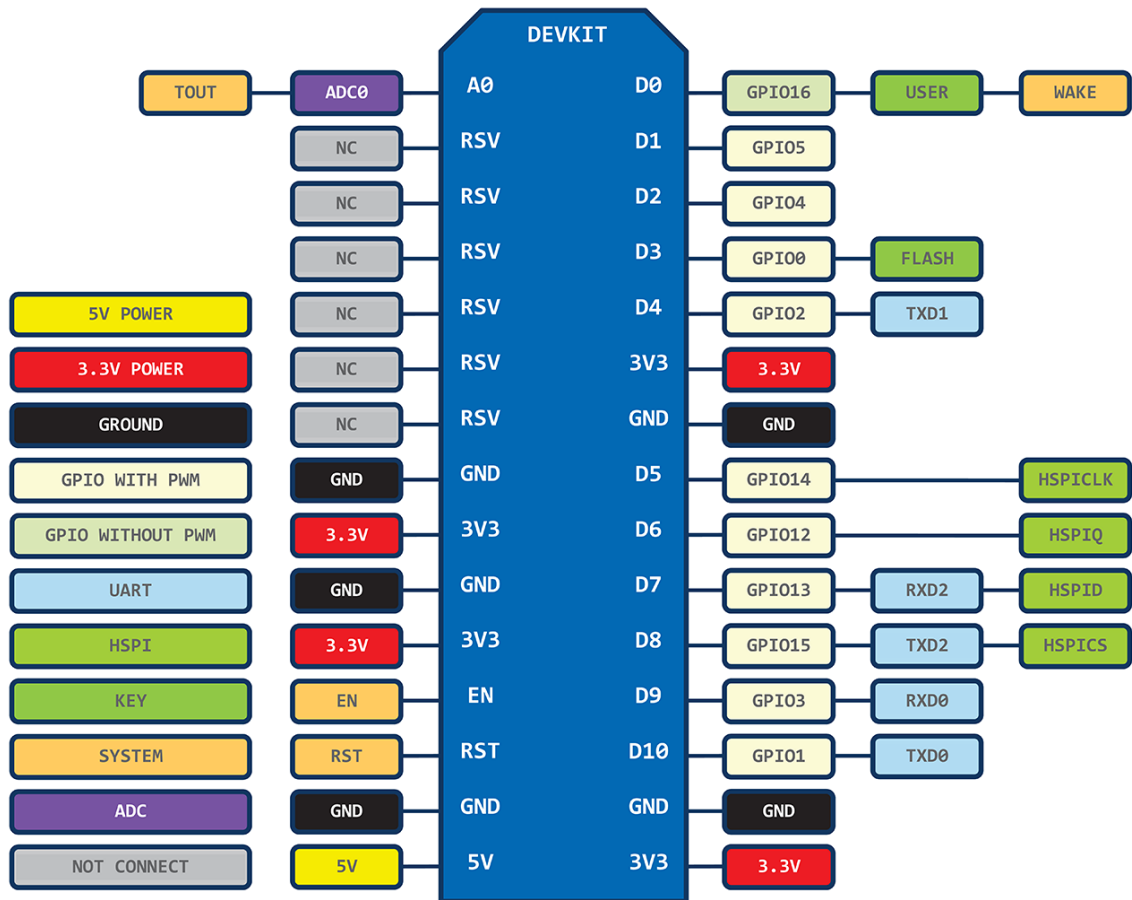 DEVKIT
TOUT ADC0 A0 D0 GPIO16 USER WAKE
NC RSV D1 GPIO5
NC RSV D2 GPIO4
NC RSV D3 GPIO0 FLASH
5V POWER NC RSV D4 GPIO2 TXD1
3.3V POWER NC RSV 3V3 3.3V
GROUND NC RSV GND GND
GPIO WITH PWM GND GND D5 GPIO14 HSPICLK
GPIO WITHOUT PWM 3.3V 3V3 D6 GPIO12 HSPIQ
UART GND GND D7 GPIO13 RXD2 HSPID
HSPI 3.3V 3V3 D8 GPIO15 TXD2 HSPICS
KEY EN EN D9 GPIO3 RXD0
SYSTEM RST RST D10 GPIO1 TXD0
ADC GND GND GND GND
NOT CONNECT 5V 5V 3V3 3.3V